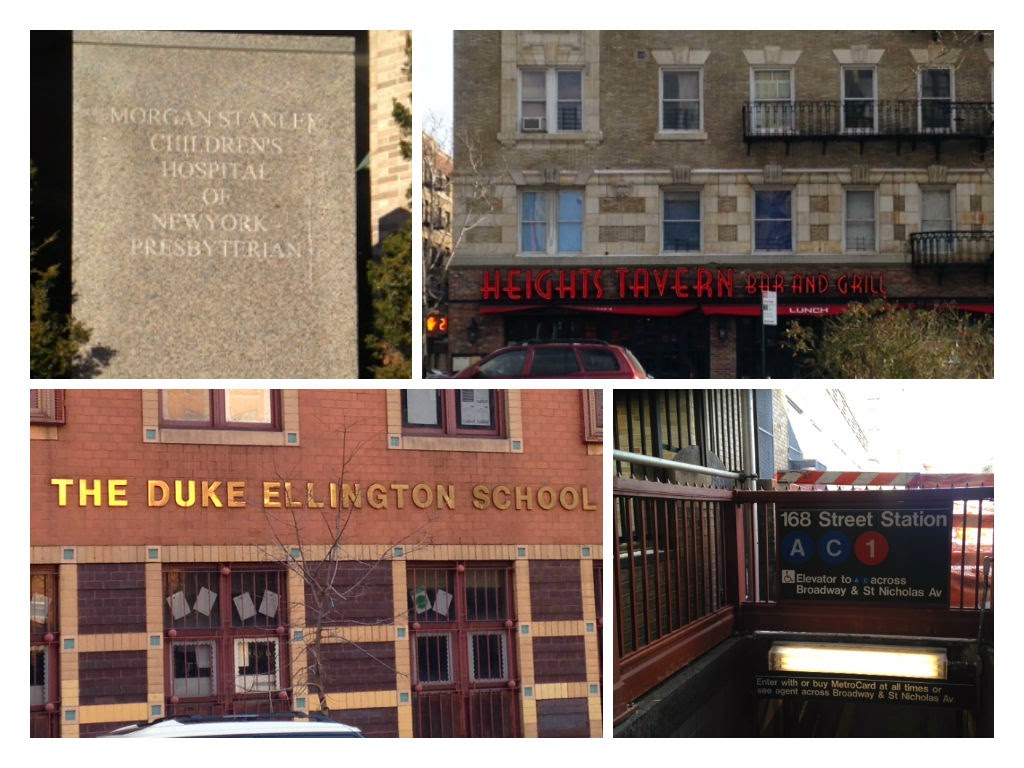 MORGAN STANLEY
CHILDREN'S
HOSPITAL
OF
NEWYORK-
PRESBYTERIAN
HEIGHTS TAVERN BAR AND GRILL
LUNCH
THE DUKE ELLINGTON SCHOOL
168 Street Station
A C 1
Elevator to A C across
Broadway & St Nicholas Av
Enter with or buy MetroCard at all times or
see agent across Broadway & St Nicholas Av